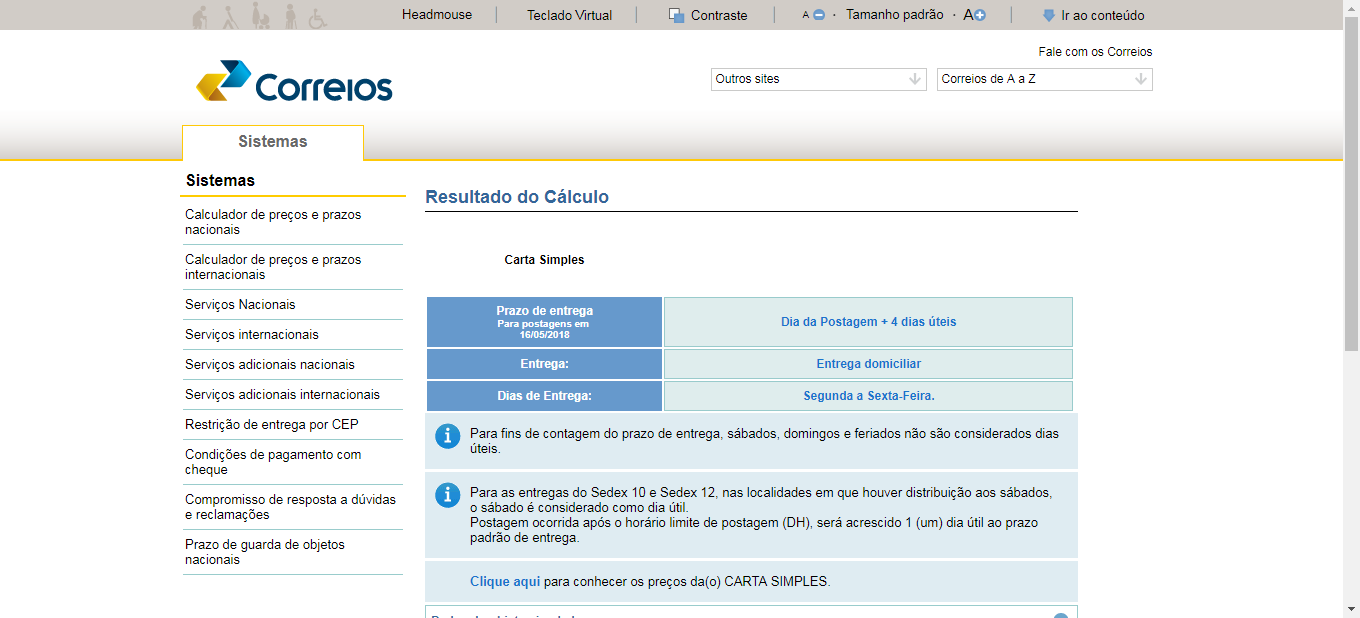 Headmouse
Teclado Virtual
Contraste
A · Tamanho padrão · A
Ir ao conteúdo
Fale com os Correios
Correios
Outros sites
Correios de A a Z
Sistemas
Sistemas
Calculador de preços e prazos
nacionais
Calculador de preços e prazos
internacionais
Serviços Nacionais
Serviços internacionais
Serviços adicionais nacionais
Serviços adicionais internacionais
Restrição de entrega por CEP
Condições de pagamento com
cheque
Compromisso de resposta a dúvidas
e reclamações
Prazo de guarda de objetos
nacionais
Resultado do Cálculo
Carta Simples
Prazo de entrega
Para postagens em
16/05/2018
Dia da Postagem + 4 dias úteis
Entrega:
Entrega domiciliar
Dias de Entrega:
Segunda a Sexta-Feira.
Para fins de contagem do prazo de entrega, sábados, domingos e feriados não são considerados dias
úteis.
Para as entregas do Sedex 10 e Sedex 12, nas localidades em que houver distribuição aos sábados,
o sábado é considerado como dia útil.
Postagem ocorrida após o horário limite de postagem (DH), será acrescido 1 (um) dia útil ao prazo
padrão de entrega.
Clique aqui para conhecer os preços da(o) CARTA SIMPLES.